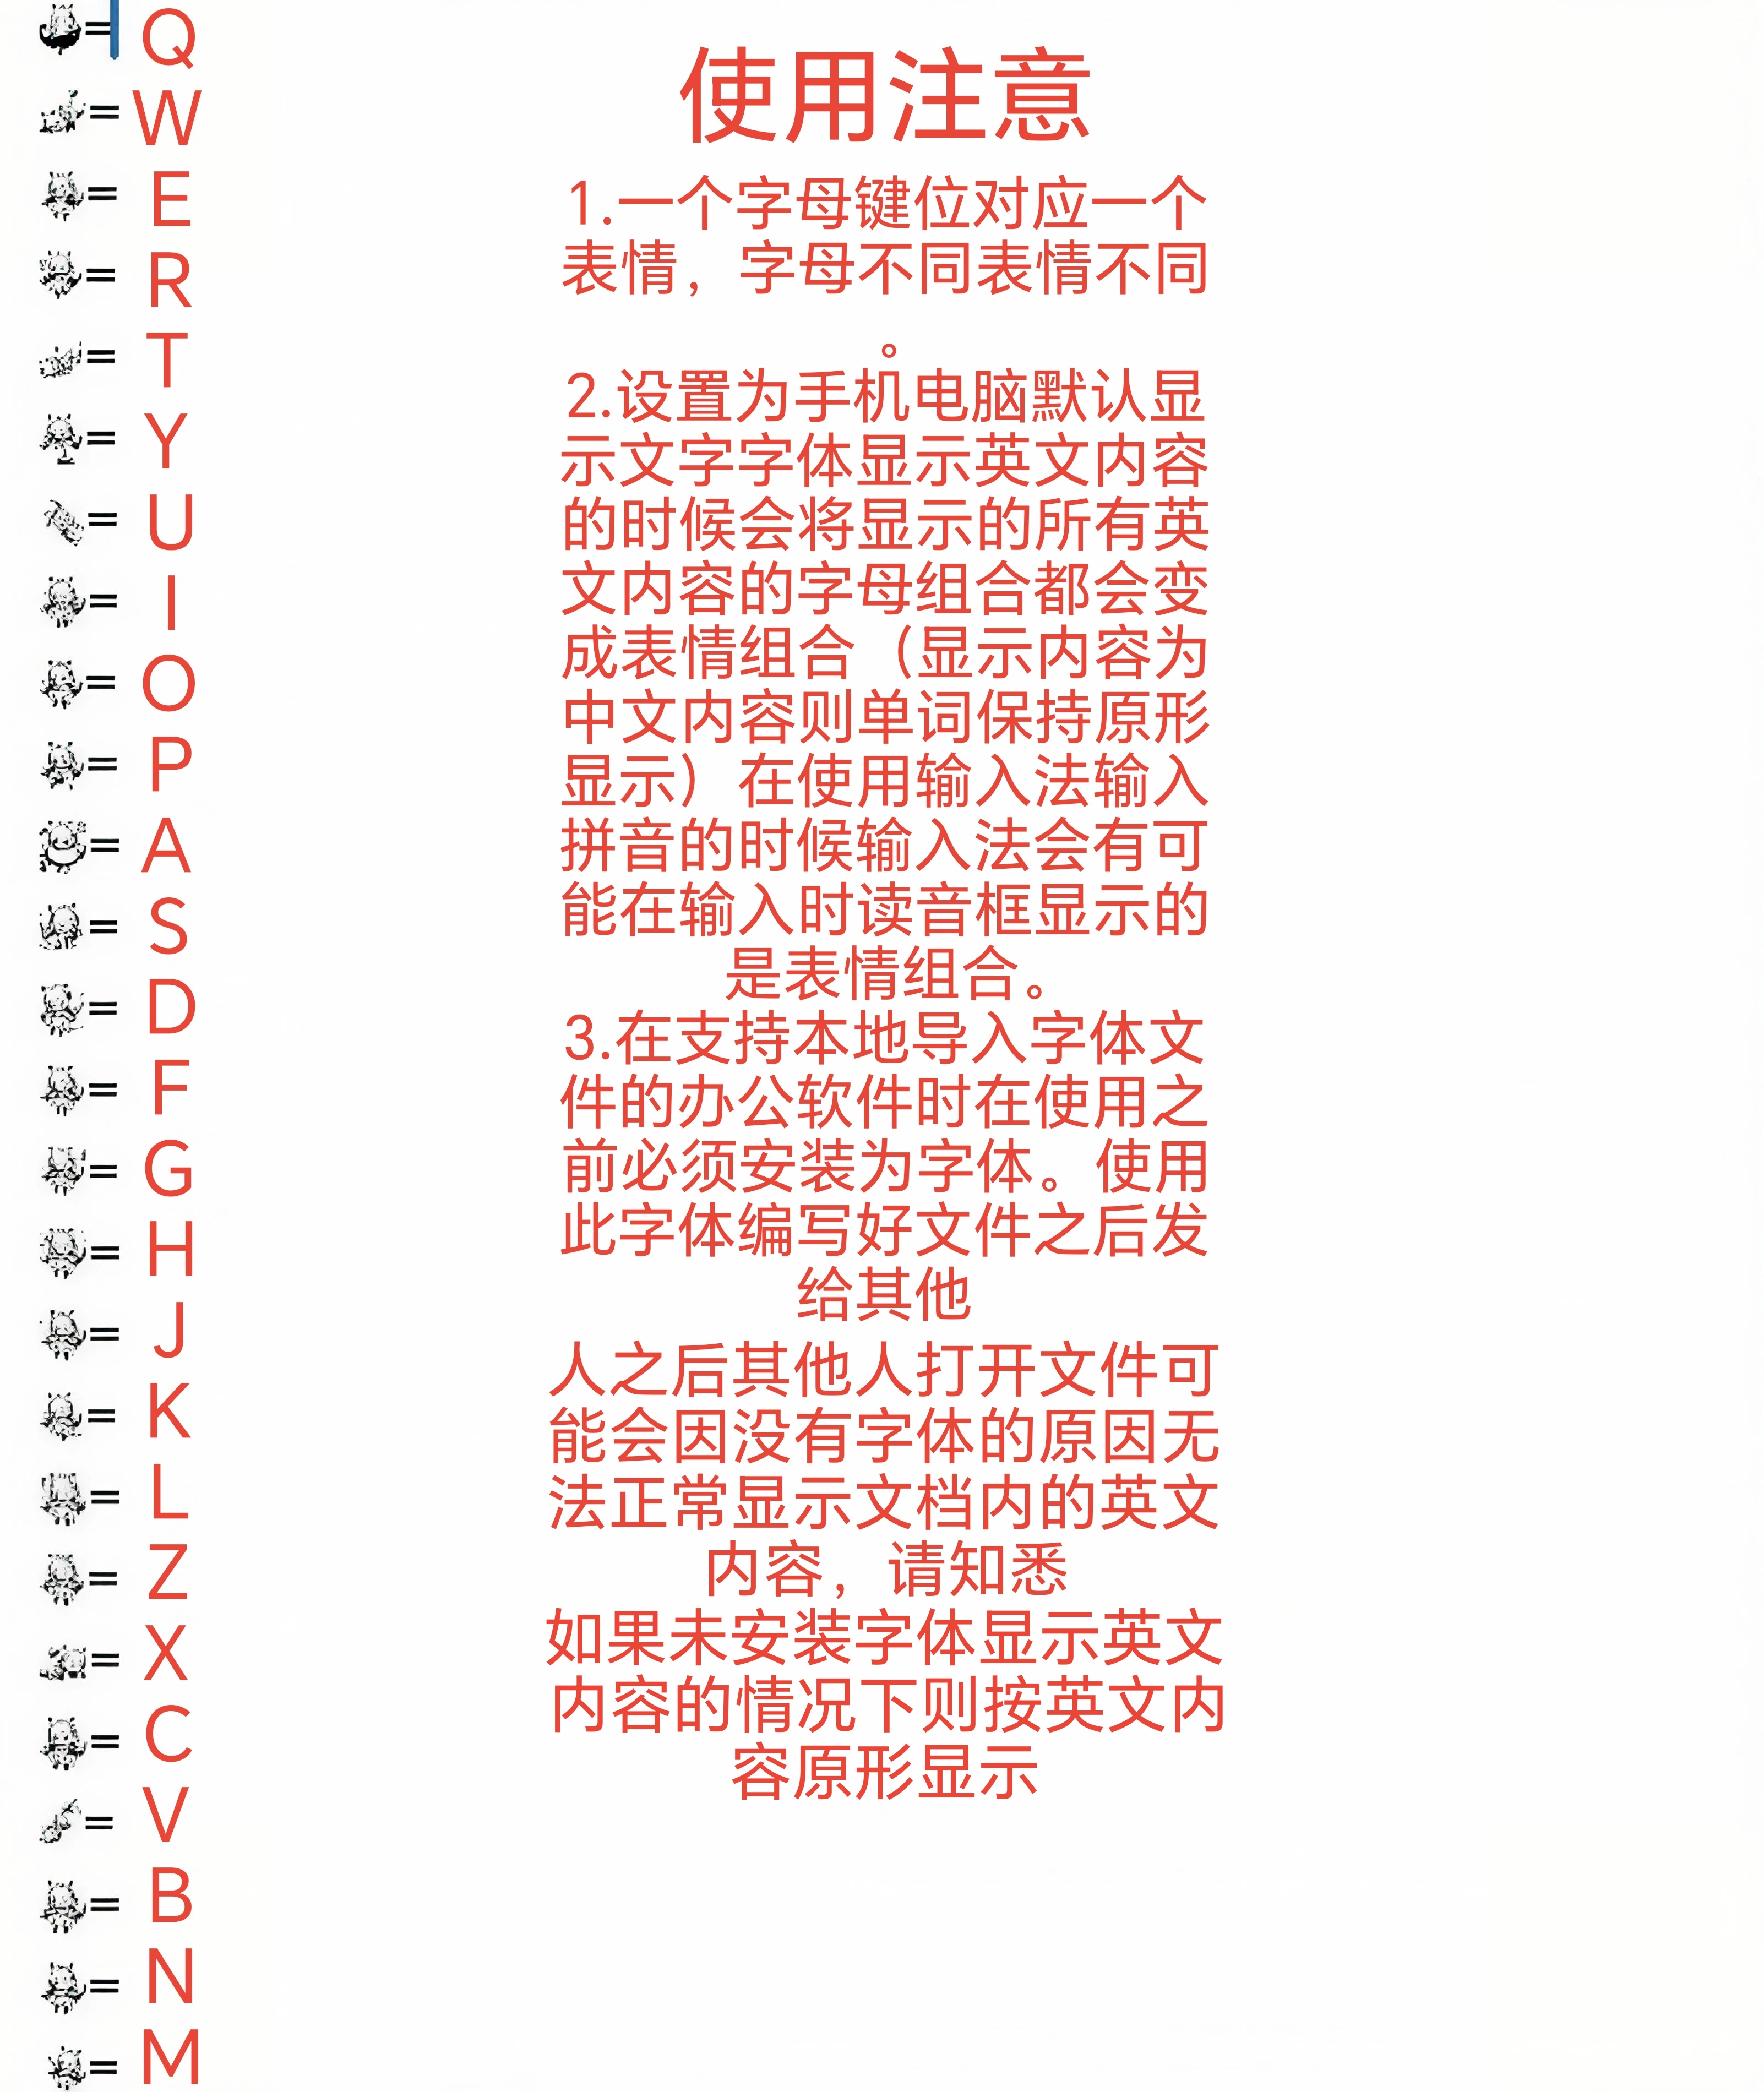 =Q
=W
=E
=R
=T
=Y
=U
=I
=O
=P
=A
=S
=D
=F
=G
=H
=J
=K
=L
=Z
=X
=C
=V
=B
=N
=M
使用注意
1.一个字母键位对应一个
表情，字母不同表情不同
。
2.设置为手机电脑默认显
示文字字体显示英文内容
的时候会将显示的所有英
文内容的字母组合都会变
成表情组合（显示内容为
中文内容则单词保持原形
显示）在使用输入法输入
拼音的时候输入法会有可
能在输入时读音框显示的
是表情组合。
3.在支持本地导入字体文
件的办公软件时在使用之
前必须安装为字体。使用
此字体编写好文件之后发
给其他
人之后其他人打开文件可
能会因没有字体的原因无
法正常显示文档内的英文
内容，请知悉
如果未安装字体显示英文
内容的情况下则按英文内
容原形显示